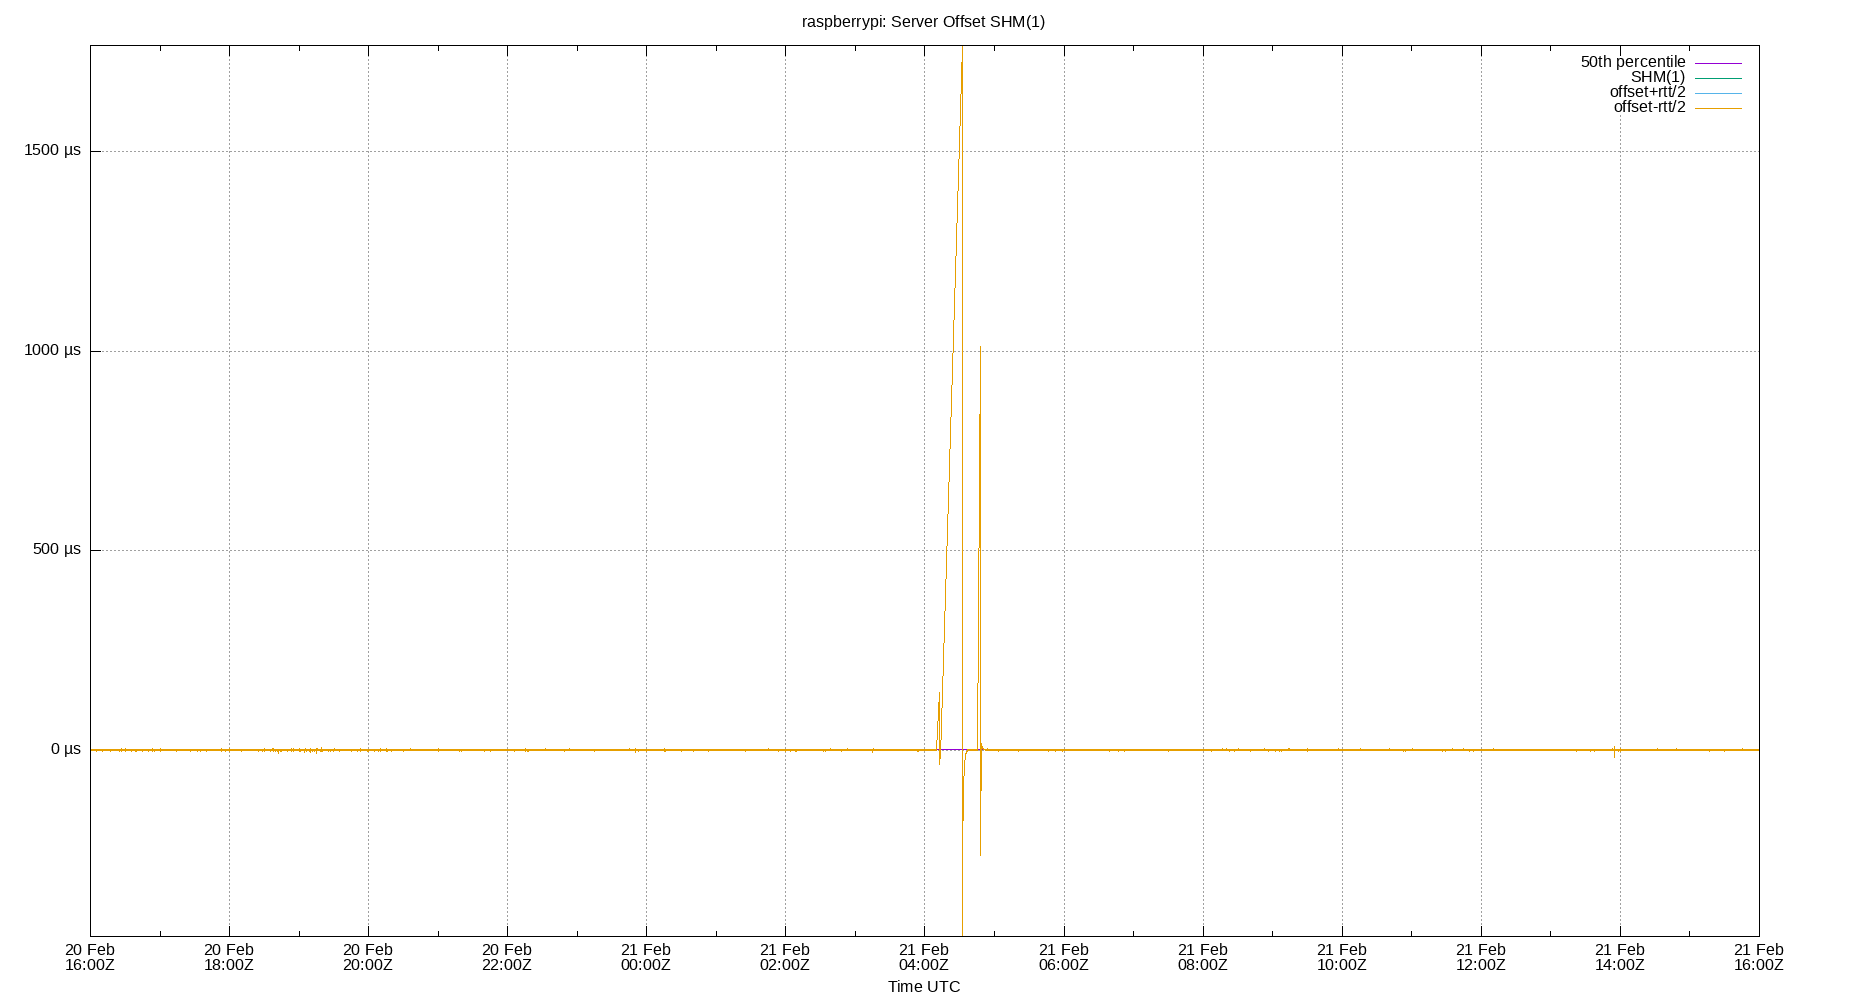 raspberrypi: Server Offset SHM(1)
50th percentile
SHM(1)
offset+rtt/2
offset-rtt/2
1500 µs
1000 µs
500 µs
0 µs
20 Feb 20 Feb 20 Feb 20 Feb 21 Feb 21 Feb 21 Feb 21 Feb 21 Feb 21 Feb 21 Feb 21 Feb 21 Feb
16:00Z 18:00Z 20:00Z 22:00Z 00:00Z 02:00Z 04:00Z 06:00Z 08:00Z 10:00Z 12:00Z 14:00Z 16:00Z
Time UTC